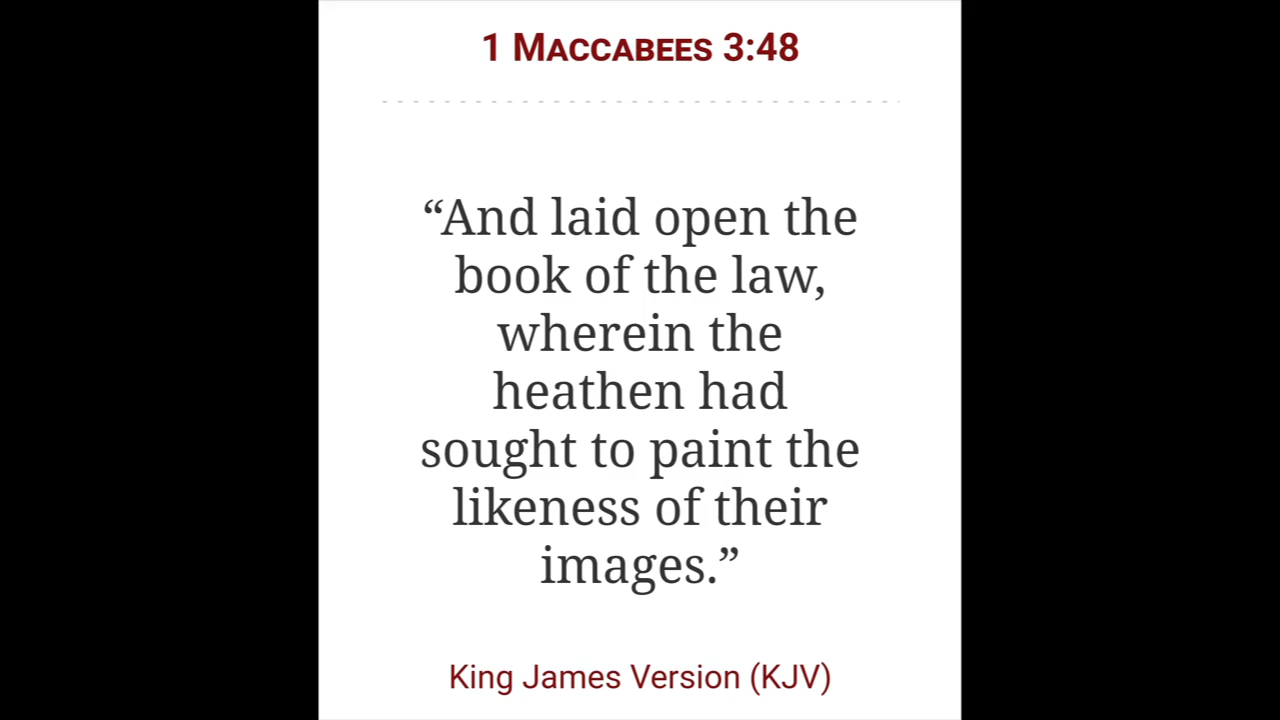 1 Maccabees 3:48
“And laid open the
book of the law,
wherein the
heathen had
sought to paint the
likeness of their
images.”
King James Version (KJV)